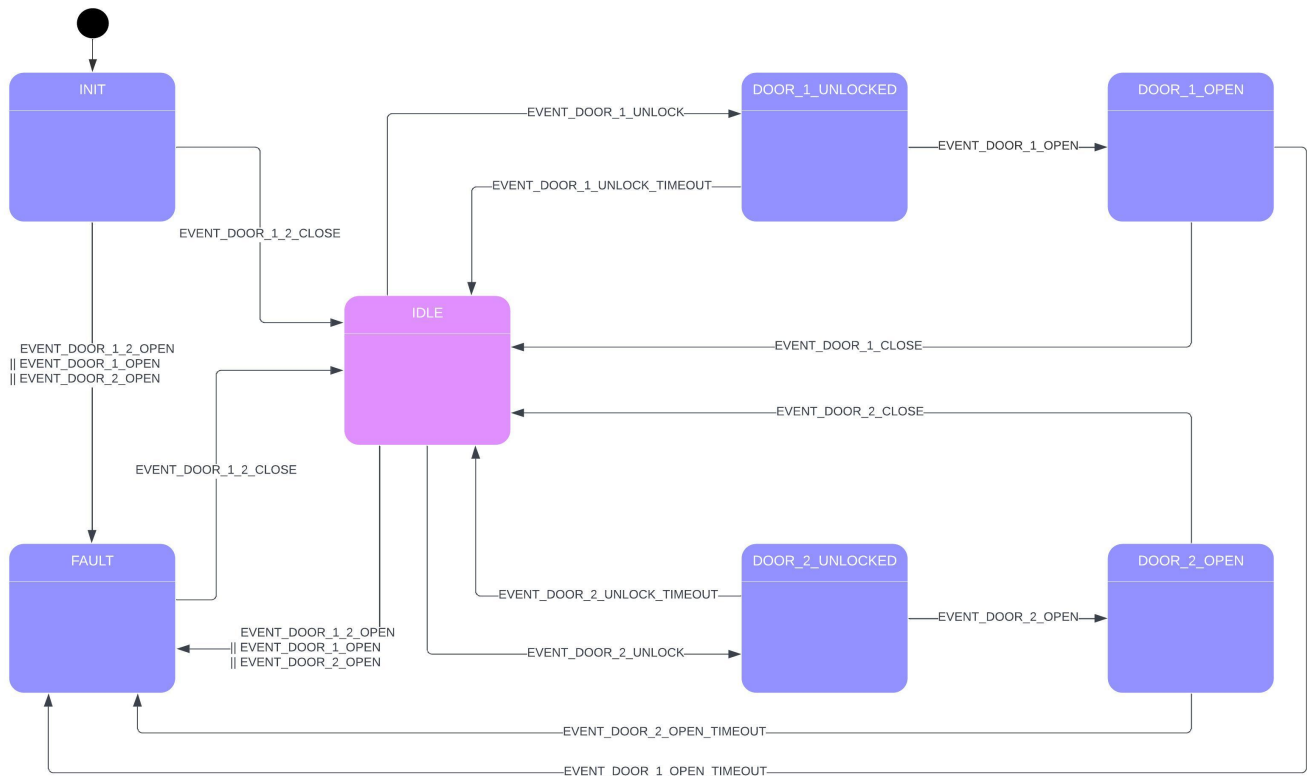 INIT
DOOR_1_UNLOCKED
DOOR_1_OPEN
EVENT_DOOR_1_UNLOCK
EVENT_DOOR_1_OPEN
EVENT_DOOR_1_UNLOCK_TIMEOUT
EVENT_DOOR_1_2_CLOSE
IDLE
EVENT_DOOR_1_2_OPEN
|| EVENT_DOOR_1_OPEN
|| EVENT_DOOR_2_OPEN
EVENT_DOOR_1_CLOSE
EVENT_DOOR_2_CLOSE
EVENT_DOOR_1_2_CLOSE
FAULT
DOOR_2_UNLOCKED
DOOR_2_OPEN
EVENT_DOOR_2_UNLOCK_TIMEOUT
EVENT_DOOR_2_OPEN
EVENT_DOOR_1_2_OPEN
|| EVENT_DOOR_1_OPEN
|| EVENT_DOOR_2_OPEN
EVENT_DOOR_2_UNLOCK
EVENT_DOOR_2_OPEN_TIMEOUT
EVENT_DOOR_1_OPEN_TIMEOUT